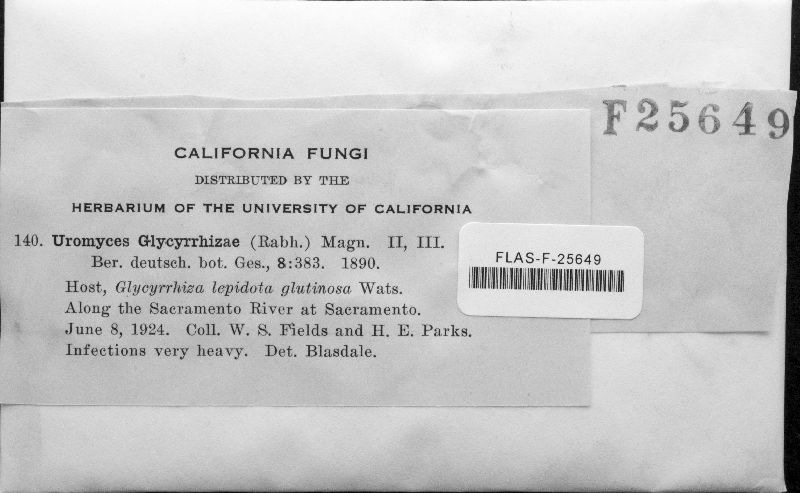 F25649
CALIFORNIA FUNGI
DISTRIBUTED BY THE
HERBARIUM OF THE UNIVERSITY OF CALIFORNIA
140. Uromyces Glycyrrhizae (Rabh.) Magn. II, III.
Ber. deutsch. bot. Ges., 8:383. 1890.
Host, Glycyrrhiza lepidota glutinosa Wats.
Along the Sacramento River at Sacramento.
June 8, 1924. Coll. W. S. Fields and H. E. Parks.
Infections very heavy. Det. Blasdale.
FLAS-F-25649